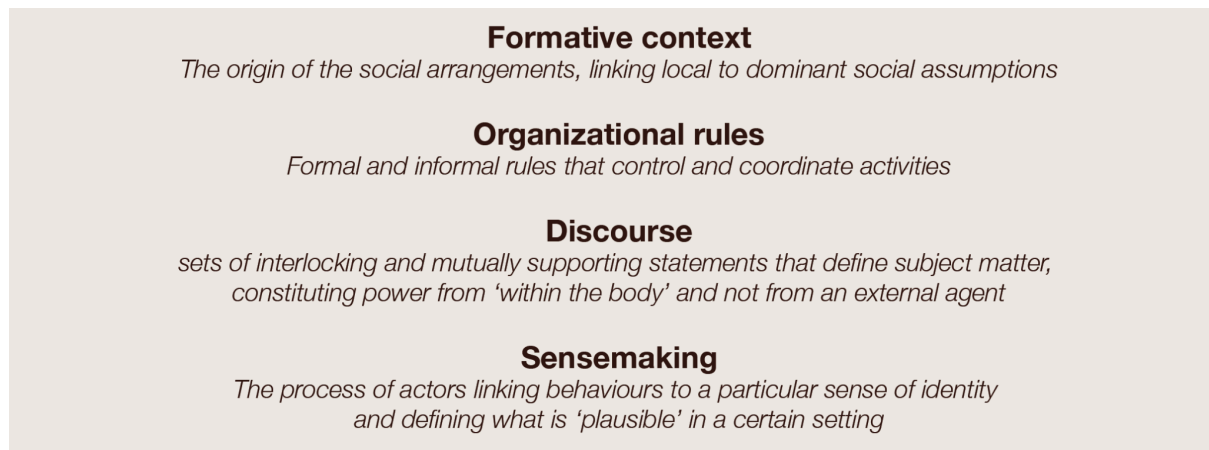 Formative context
The origin of the social arrangements, linking local to dominant social assumptions
Organizational rules
Formal and informal rules that control and coordinate activities
Discourse
sets of interlocking and mutually supporting statements that define subject matter,
constituting power from ‘within the body’ and not from an external agent
Sensemaking
The process of actors linking behaviours to a particular sense of identity
and defining what is ‘plausible’ in a certain setting